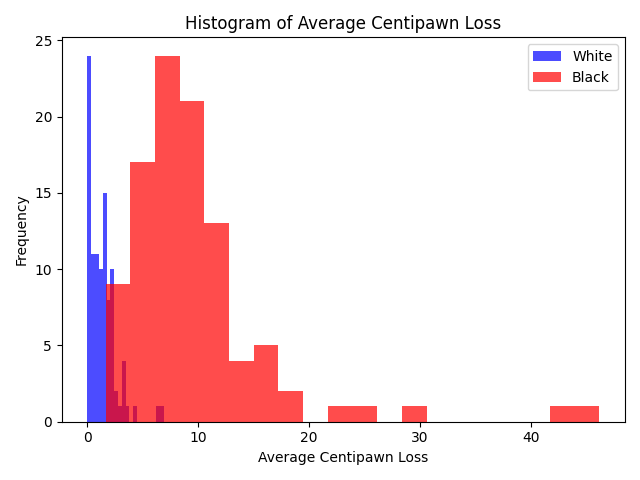 Histogram of Average Centipawn Loss
White
Black
Frequency
25
20
15
10
5
0
0 10 20 30 40
Average Centipawn Loss